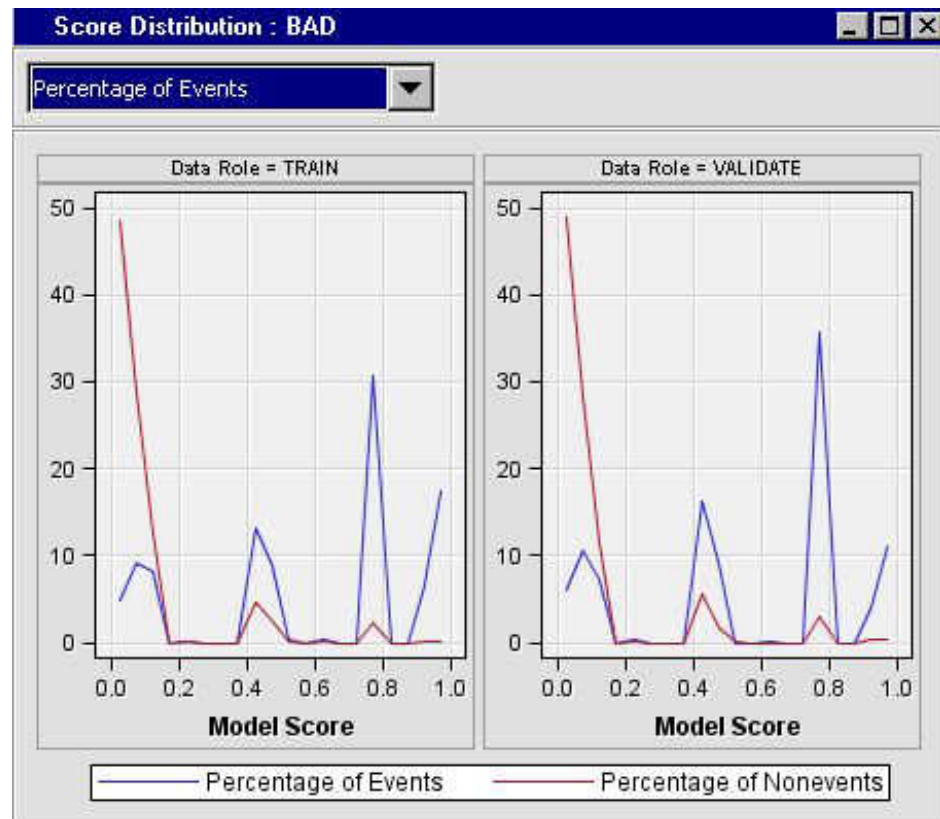 Score Distribution : BAD
Percentage of Events
Data Role = TRAIN
50
40
30
20
10
0
0.0 0.2 0.4 0.6 0.8 1.0
Model Score
Data Role = VALIDATE
50
40
30
20
10
0
0.0 0.2 0.4 0.6 0.8 1.0
Model Score
Percentage of Events Percentage of Nonevents